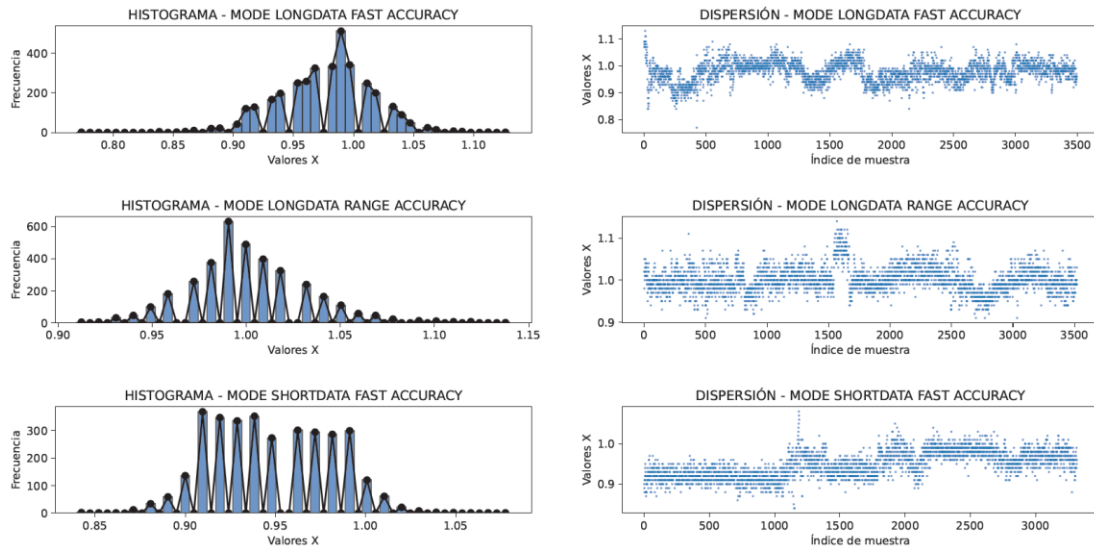 HISTOGRAMA - MODE LONGDATA FAST ACCURACY
Frecuencia
400
200
0
0.80 0.85 0.90 0.95 1.00 1.05 1.10
Valores X
DISPERSIÓN - MODE LONGDATA FAST ACCURACY
Valores X
1.1
1.0
0.9
0.8
0 500 1000 1500 2000 2500 3000 3500
Índice de muestra
HISTOGRAMA - MODE LONGDATA RANGE ACCURACY
Frecuencia
600
400
200
0
0.90 0.95 1.00 1.05 1.10 1.15
Valores X
DISPERSIÓN - MODE LONGDATA RANGE ACCURACY
Valores X
1.1
1.0
0.9
0 500 1000 1500 2000 2500 3000 3500
Índice de muestra
HISTOGRAMA - MODE SHORTDATA FAST ACCURACY
Frecuencia
300
200
100
0
0.85 0.90 0.95 1.00 1.05
Valores X
DISPERSIÓN - MODE SHORTDATA FAST ACCURACY
Valores X
1.0
0.9
0 500 1000 1500 2000 2500 3000
Índice de muestra